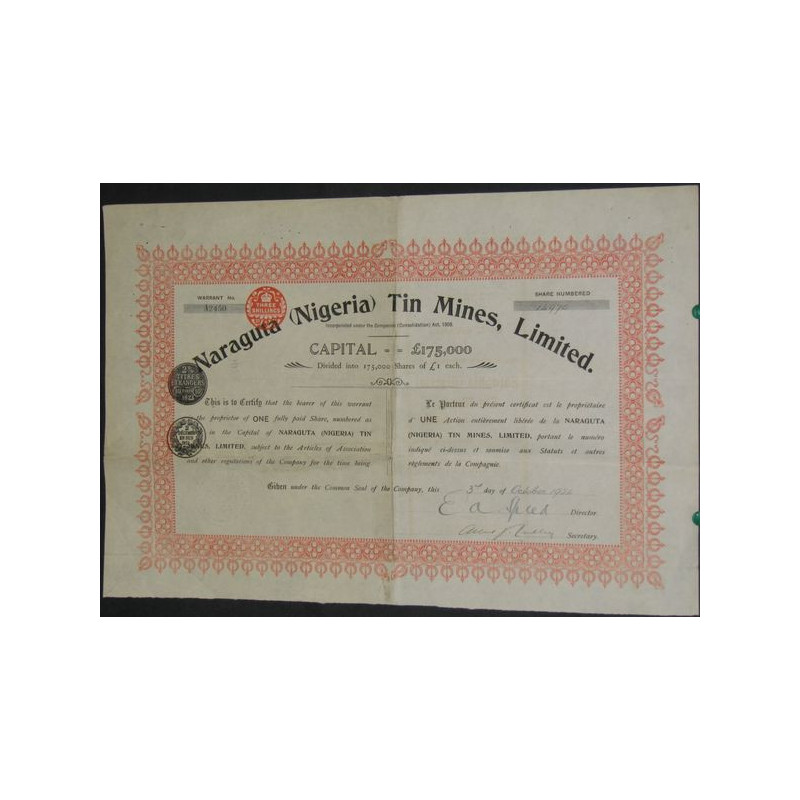 WARRANT No.
A2450
SHARE NUMBERED
THREE
SHILLINGS
Naraguta (Nigeria) Tin Mines, Limited.
Incorporated under the Companies (Consolidation) Act, 1908.
CAPITAL = = £175,000
Divided into 175,000 Shares of £1 each.
TITRES
ETRANGERS
This is to Certify that the bearer of this warrant
the proprietor of ONE fully paid Share, numbered as
in the Capital of NARAGUTA (NIGERIA) TIN
LIMITED, subject to the Articles of Association
and other regulations of the Company for the time being.
Le Porteur du présent certificat est le propriétaire
d'UNE Action entièrement libérée de la NARAGUTA
(NIGERIA) TIN MINES, LIMITED, portant le numéro
indiqué ci-dessus et soumise aux Statuts et autres
règlements de la Compagnie.
Given under the Common Seal of the Company, this 3rd day of October
Director.
Secretary.